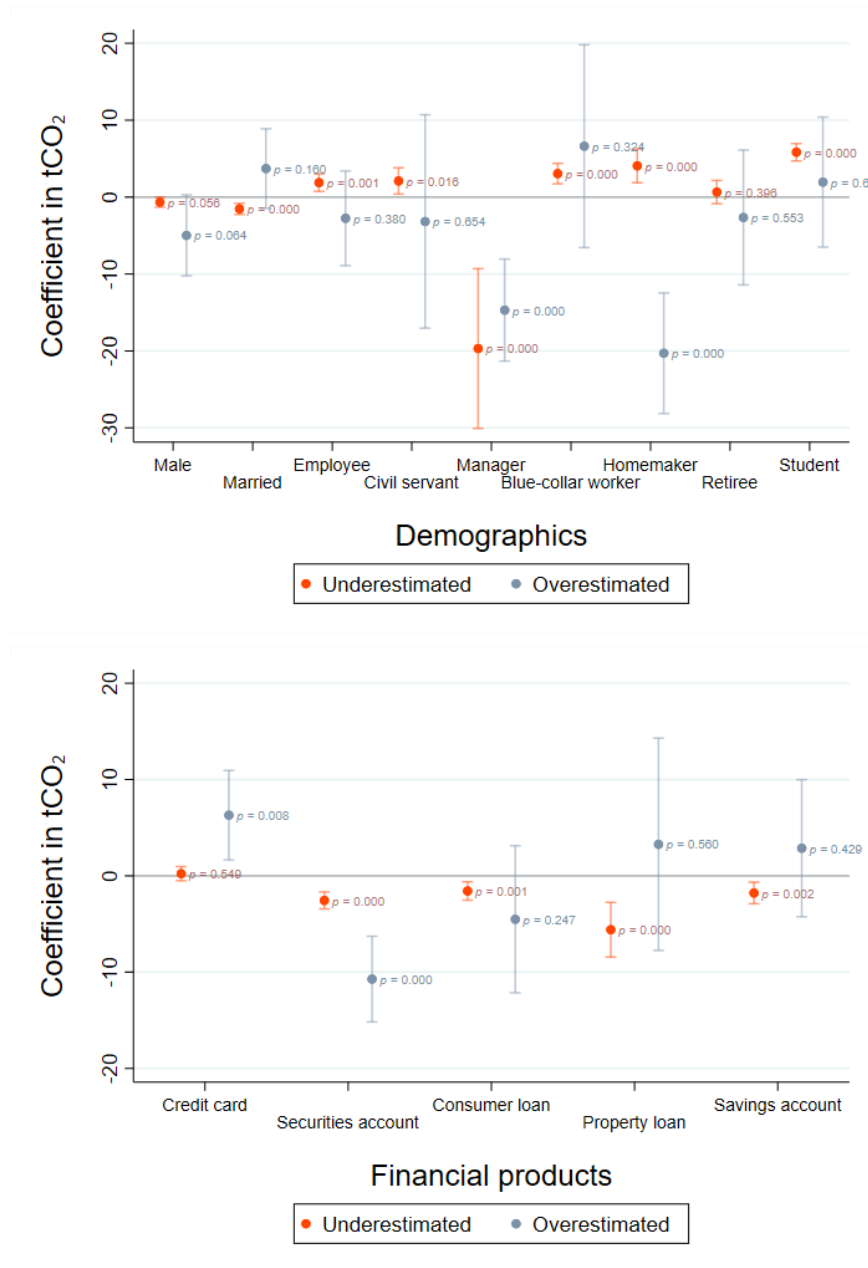 20
10
0
-10
-20
-30
Coefficient in tCO₂
p = 0.056
p = 0.064
p = 0.000
p = 0.160
p = 0.001
p = 0.380
p = 0.016
p = 0.654
p = 0.000
p = 0.000
p = 0.000
p = 0.324
p = 0.000
p = 0.000
p = 0.396
p = 0.553
p = 0.000
p = 0.6
Male
Married
Employee
Civil servant
Manager
Blue-collar worker
Homemaker
Retiree
Student
Demographics
Underestimated Overestimated
20
10
0
-10
-20
Coefficient in tCO₂
p = 0.549
p = 0.008
p = 0.000
p = 0.000
p = 0.001
p = 0.247
p = 0.000
p = 0.560
p = 0.002
p = 0.429
Credit card
Securities account
Consumer loan
Property loan
Savings account
Financial products
Underestimated Overestimated